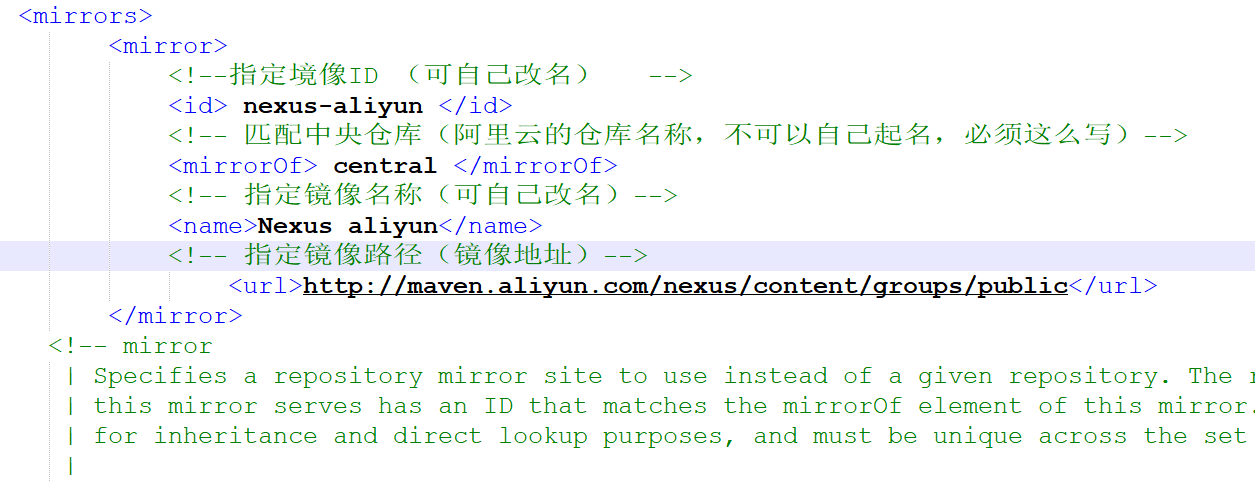 <mirrors>
<mirror>
<!--指定境像ID （可自己改名）   -->
<id> nexus-aliyun </id>
<!-- 匹配中央仓库（阿里云的仓库名称，不可以自己起名，必须这么写）-->
<mirrorOf> central </mirrorOf>
<!-- 指定镜像名称（可自己改名）-->
<name>Nexus aliyun</name>
<!-- 指定镜像路径（镜像地址）-->
<url>http://maven.aliyun.com/nexus/content/groups/public</url>
</mirror>
<!-- mirror
| Specifies a repository mirror site to use instead of a given repository. The
| this mirror serves has an ID that matches the mirrorOf element of this mirror.
| for inheritance and direct lookup purposes, and must be unique across the set
|